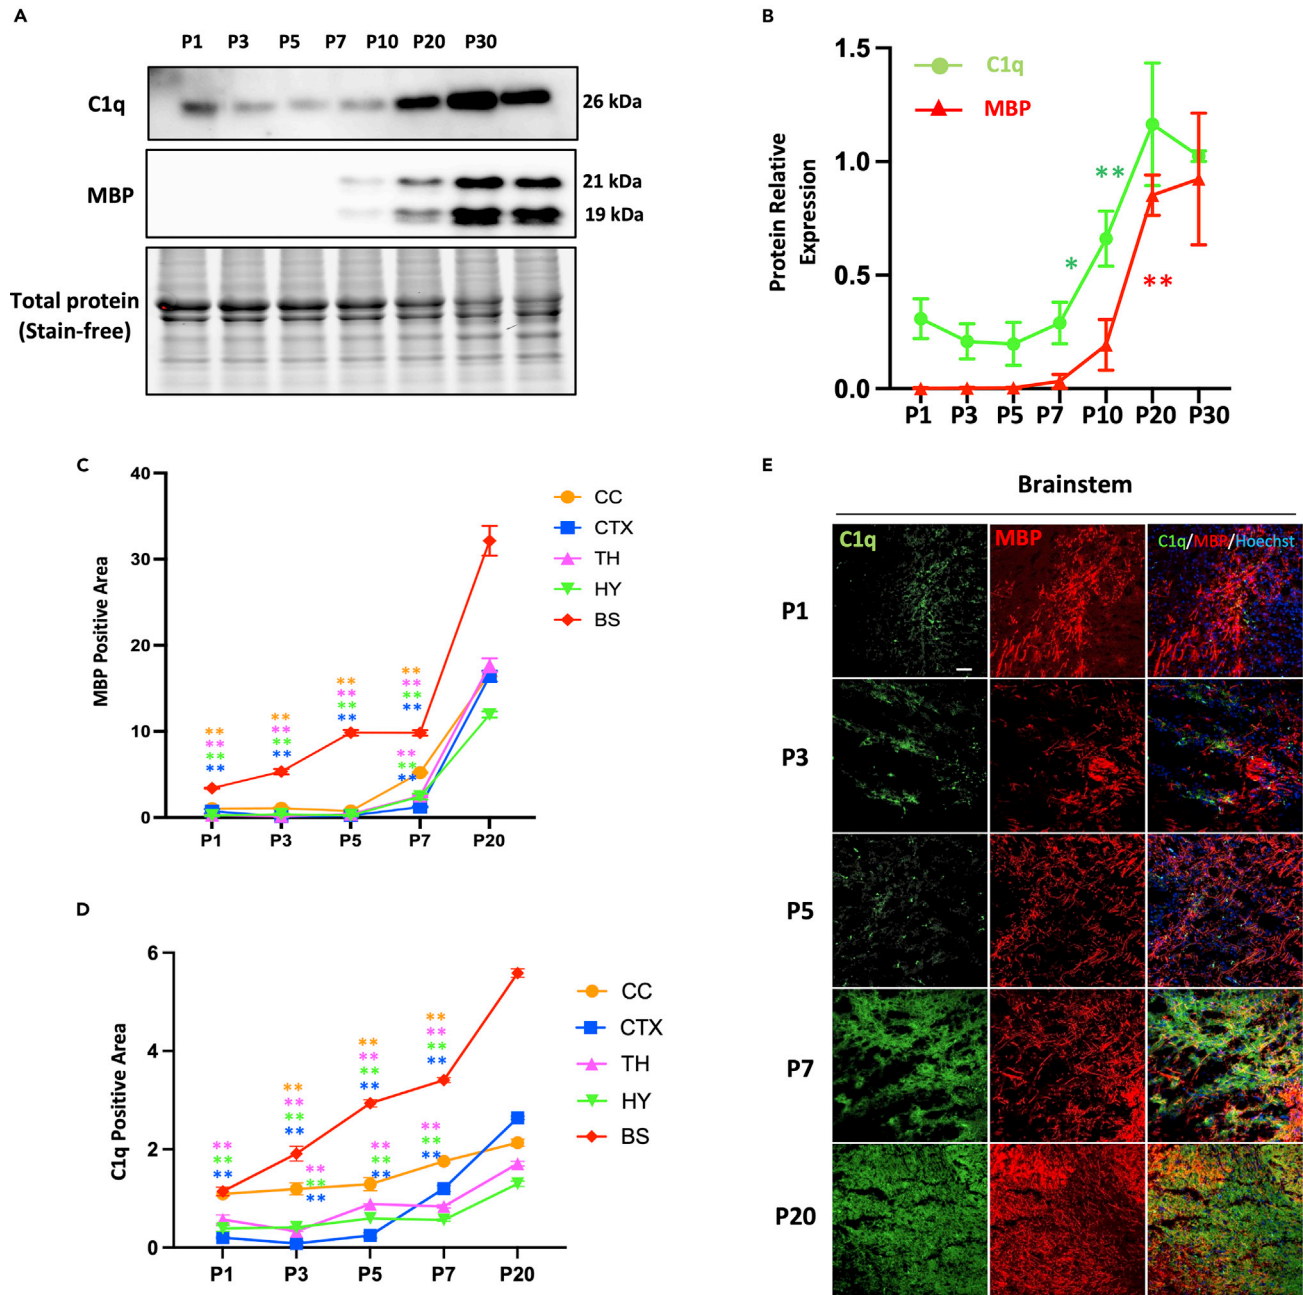 A
P1 P3 P5 P7 P10 P20 P30
C1q
26 kDa
MBP
21 kDa
19 kDa
Total protein
(Stain-free)
B
C1q
MBP
Protein Relative
Expression
1.5
1.0
0.5
0.0
**
*
**
P1 P3 P5 P7 P10 P20 P30
C
MBP Positive Area
40
30
20
10
0
CC
CTX
TH
HY
BS
** ** ** **
** ** ** **
** ** ** **
** ** ** **
**
**
**
P1 P3 P5 P7 P20
D
C1q Positive Area
6
4
2
0
CC
CTX
TH
HY
BS
** ** **
** ** ** **
** ** ** **
** ** ** **
** ** **
** ** **
** ** **
P1 P3 P5 P7 P20
E
Brainstem
C1q MBP C1q/MBP/Hoechst
P1
P3
P5
P7
P20